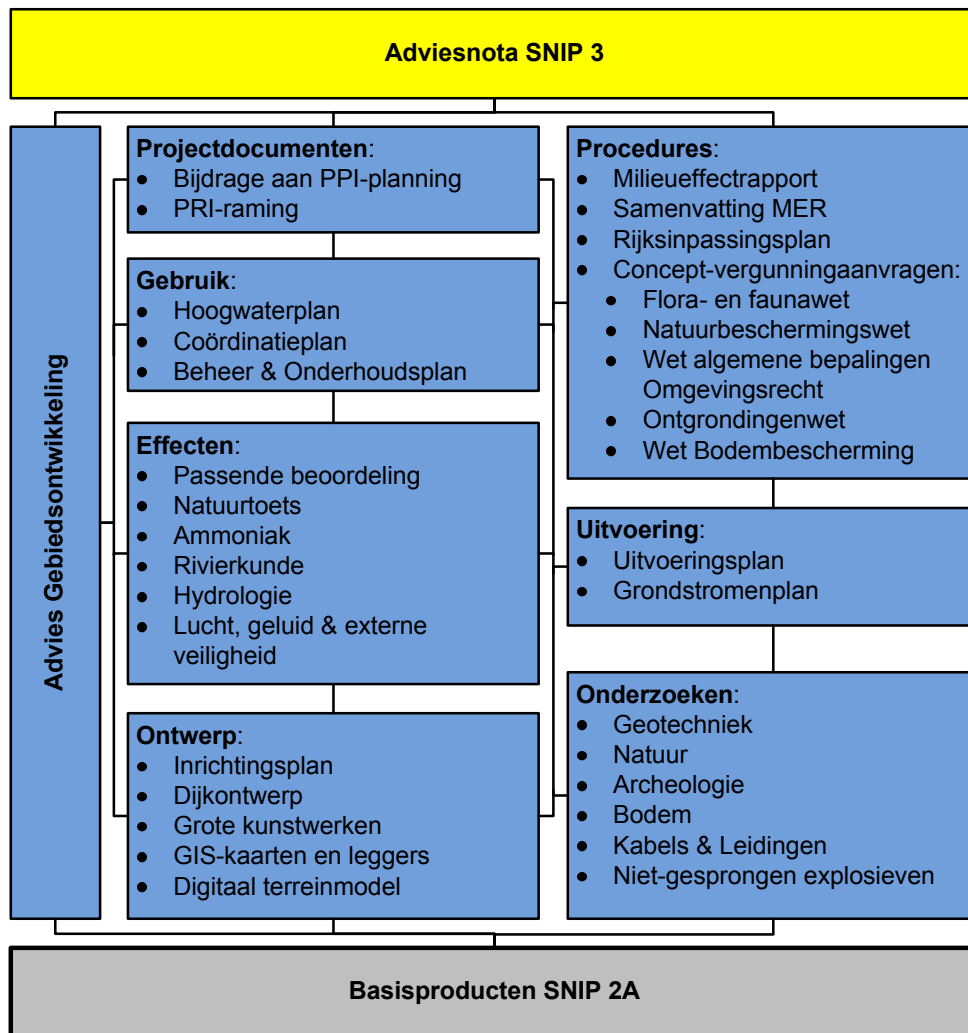 Adviesnota SNIP 3
Advies Gebiedsontwikkeling
Projectdocumenten:
• Bijdrage aan PPI-planning
• PRI-raming
Gebruik:
• Hoogwaterplan
• Coördinatieplan
• Beheer & Onderhoudsplan
Effecten:
• Passende beoordeling
• Natuurtoets
• Ammoniak
• Rivierkunde
• Hydrologie
• Lucht, geluid & externe
veiligheid
Ontwerp:
• Inrichtingsplan
• Dijkontwerp
• Grote kunstwerken
• GIS-kaarten en leggers
• Digitaal terreinmodel
Procedures:
• Milieueffectrapport
• Samenvatting MER
• Rijksinpassingsplan
• Concept-vergunningaanvragen:
• Flora- en faunawet
• Natuurbeschermingswet
• Wet algemene bepalingen
Omgevingsrecht
• Ontgrondingenwet
• Wet Bodembescherming
Uitvoering:
• Uitvoeringsplan
• Grondstromenplan
Onderzoeken:
• Geotechniek
• Natuur
• Archeologie
• Bodem
• Kabels & Leidingen
• Niet-gesprongen explosieven
Basisproducten SNIP 2A